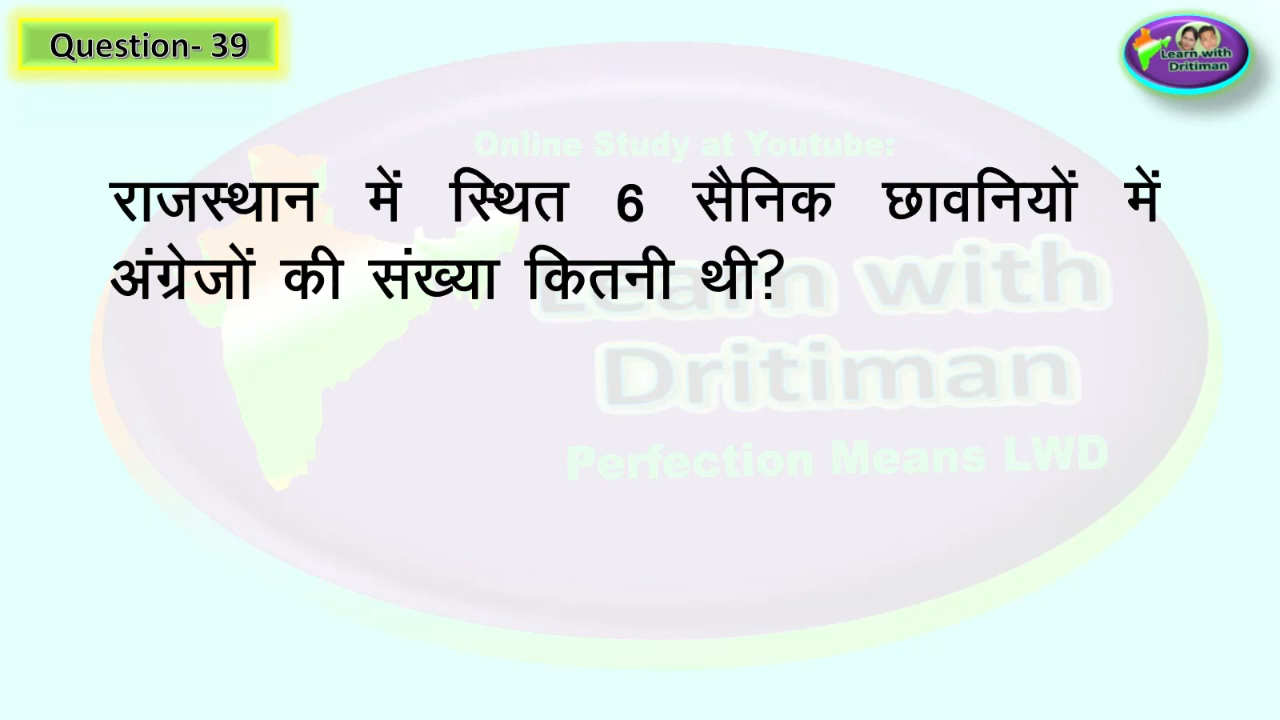 Question- 39
Learn with
Dritiman
Online Study at Youtube:
राजस्थान में स्थित 6 सैनिक छावनियों में
अंग्रेजों की संख्या कितनी थी?
Learn with
Dritiman
Perfection Means LWD